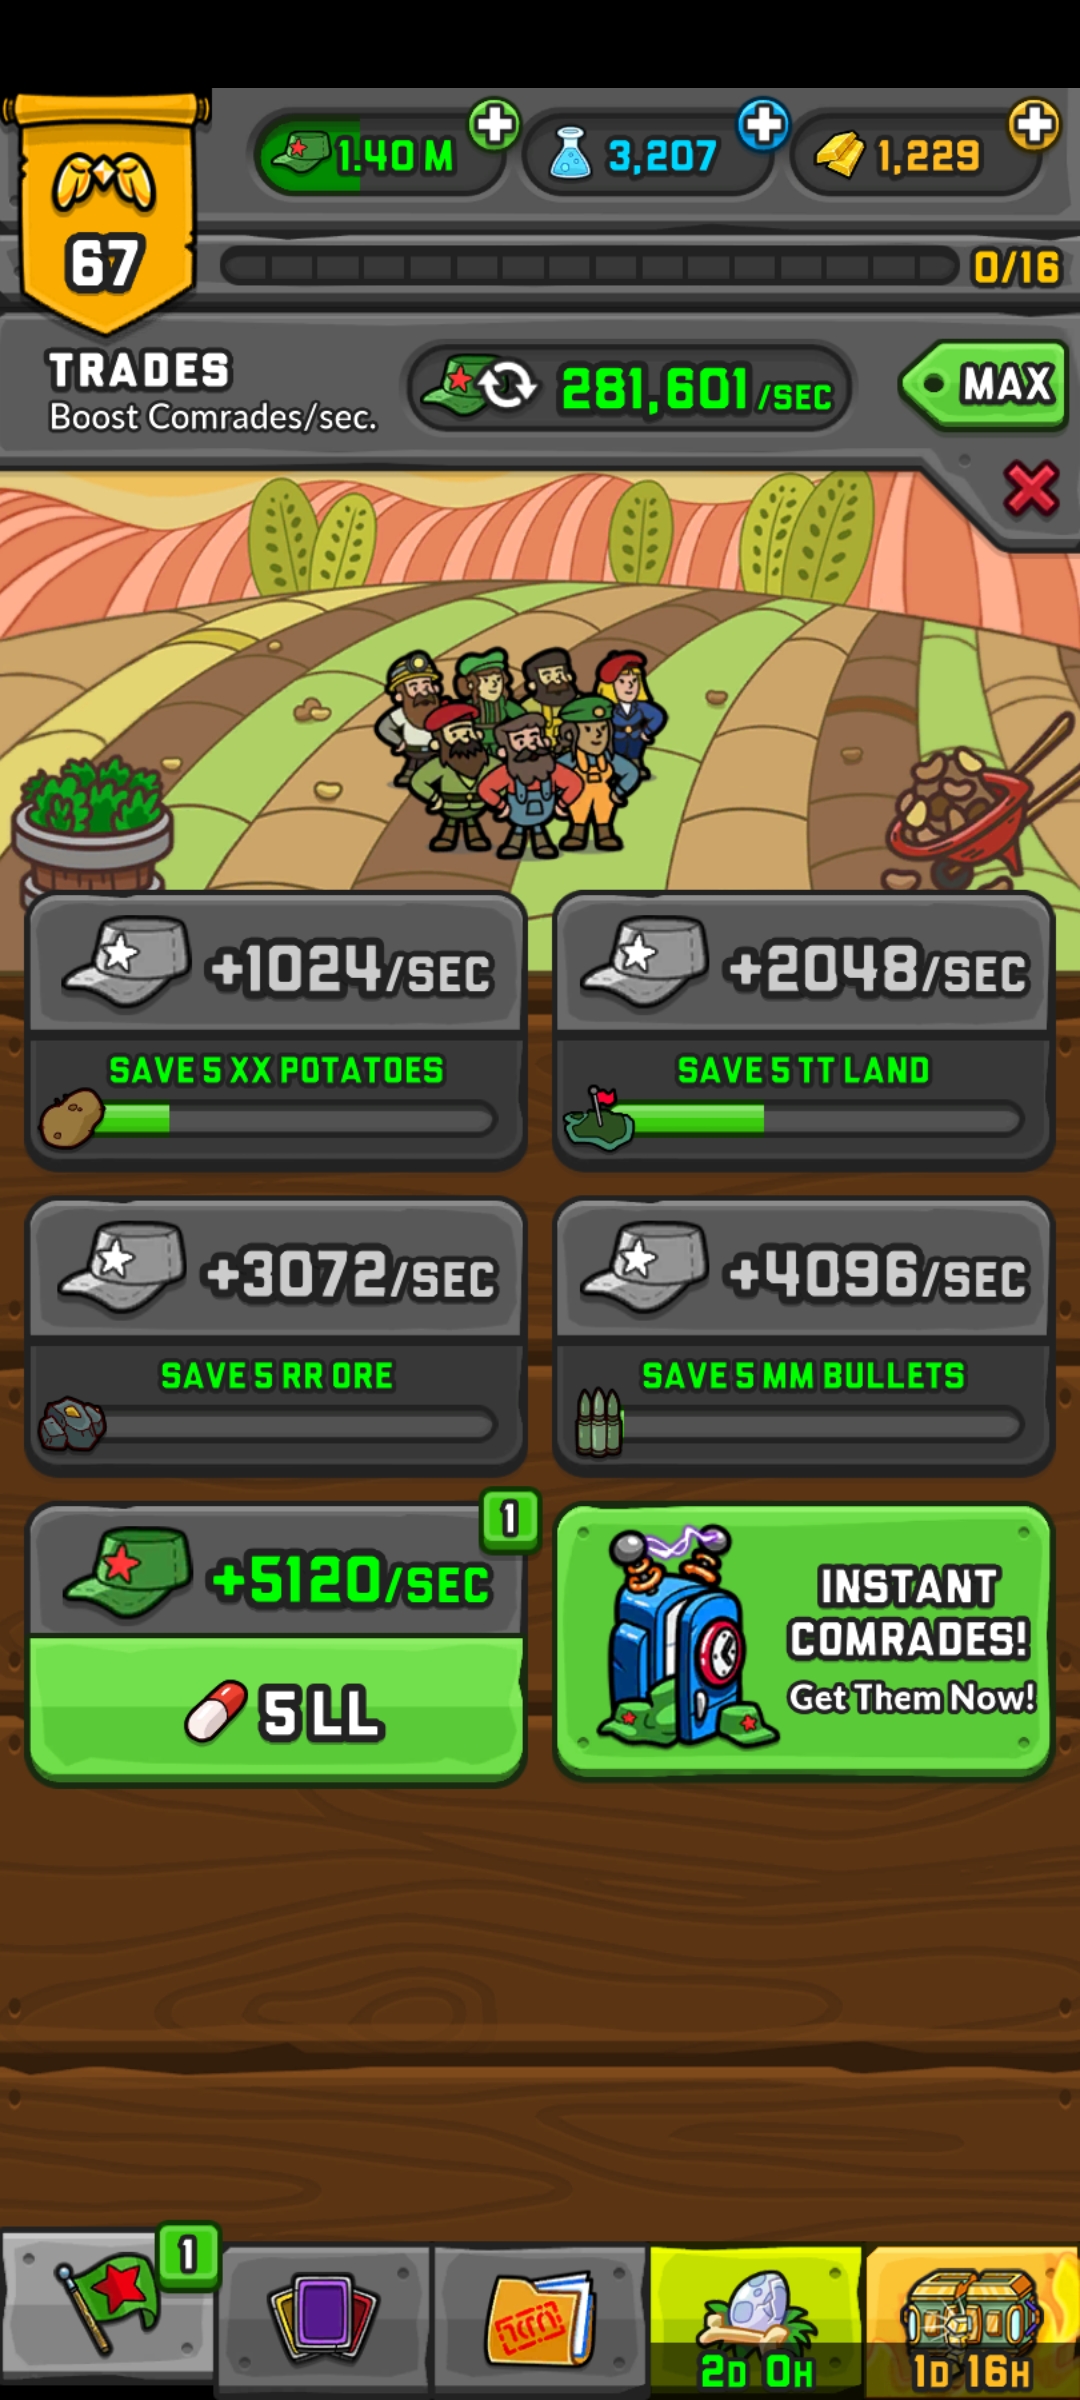 1.40 M
3,207
1,229
67
0/16
TRADES
Boost Comrades/sec.
281,601/SEC
MAX
+1024/SEC
+2048/SEC
SAVE 5 XX POTATOES
SAVE 5 TT LAND
+3072/SEC
+4096/SEC
SAVE 5 RR ORE
SAVE 5 MM BULLETS
1
+5120/SEC
5 LL
INSTANT
COMRADES!
Get Them Now!
1
2D 0H
1D 16H